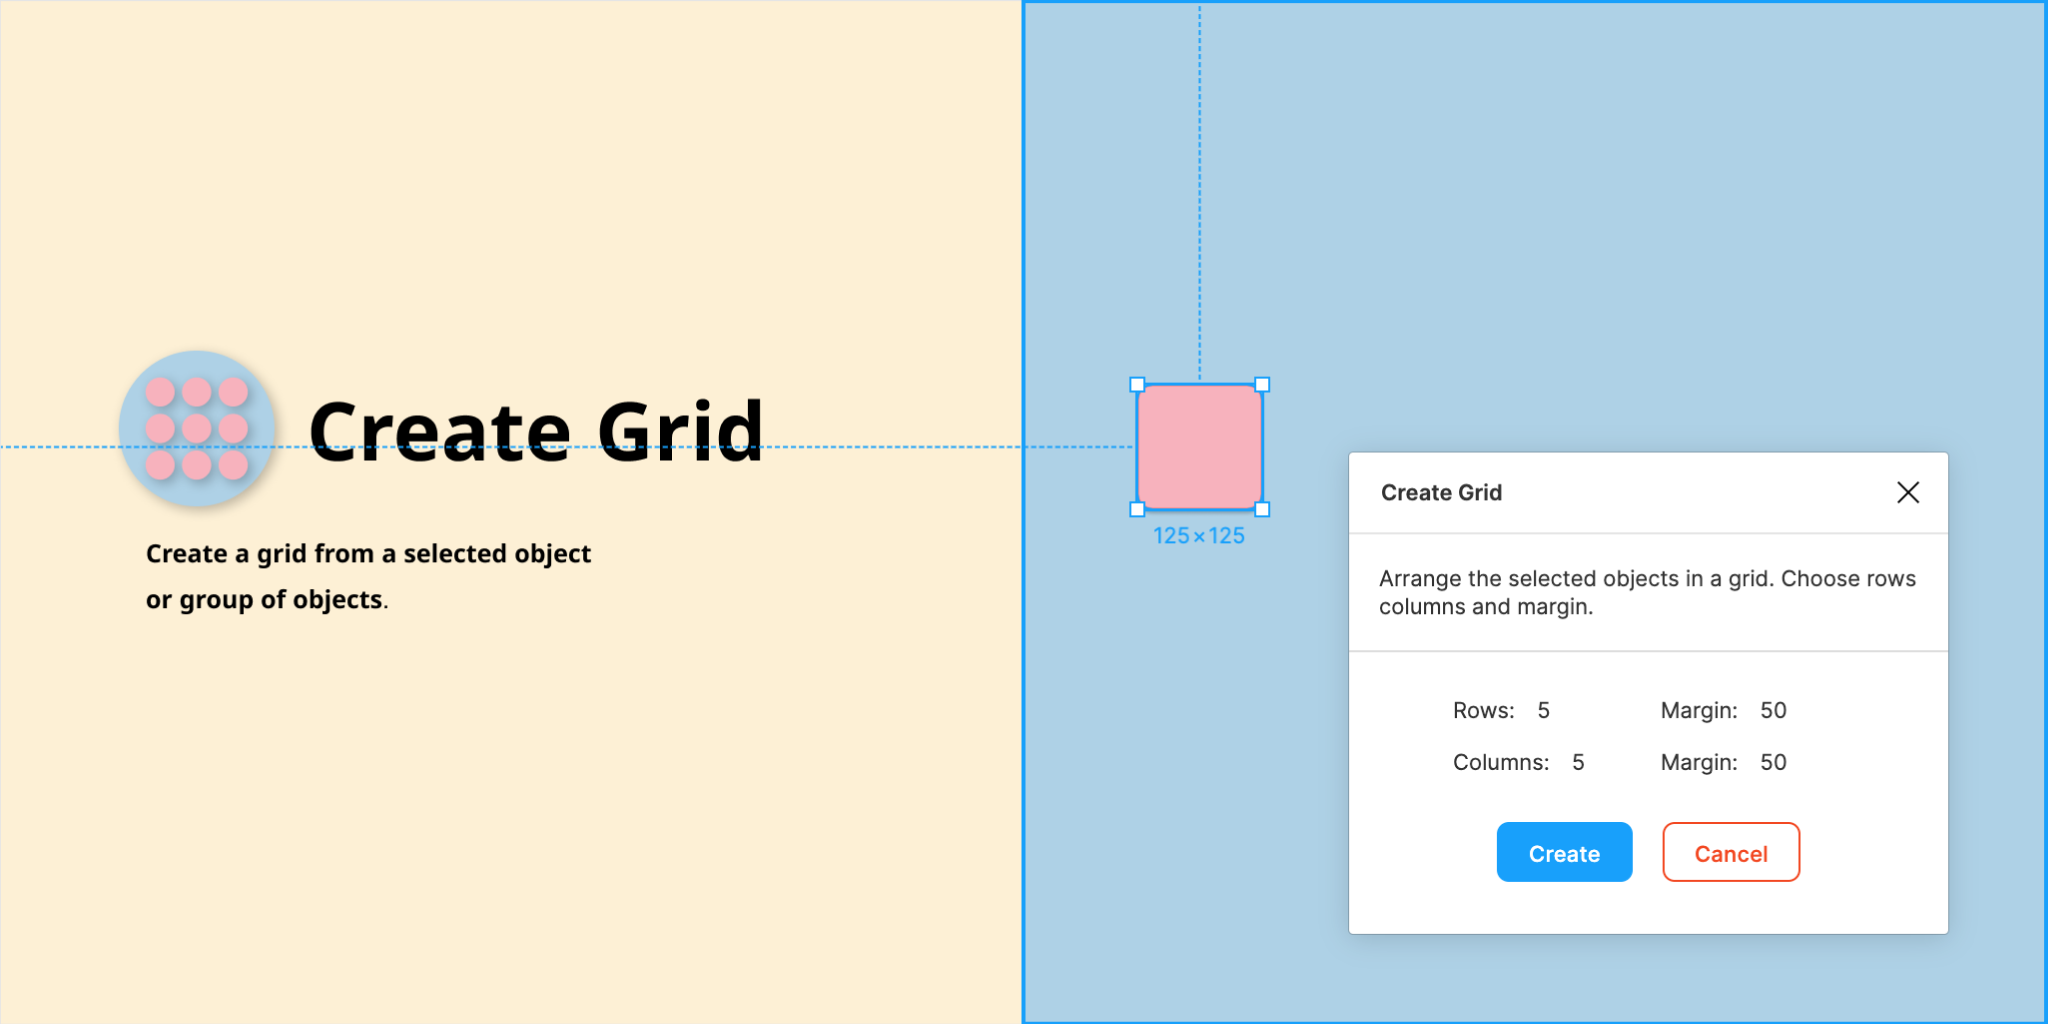 Create Grid
Create a grid from a selected object
or group of objects.
125×125
Create Grid
Arrange the selected objects in a grid. Choose rows
columns and margin.
Rows: 5 Margin: 50
Columns: 5 Margin: 50
Create Cancel